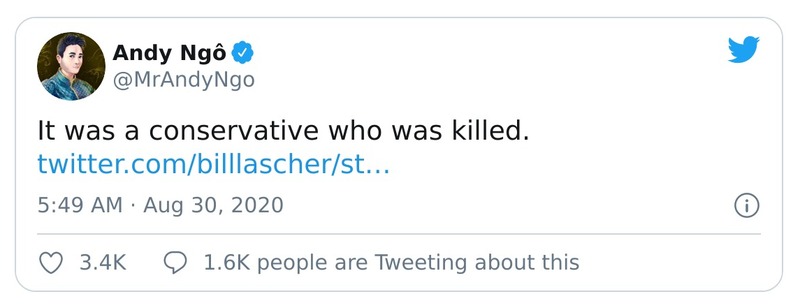 Andy Ngô
@MrAndyNgo
It was a conservative who was killed.
twitter.com/billlascher/st…
5:49 AM · Aug 30, 2020
3.4K 1.6K people are Tweeting about this